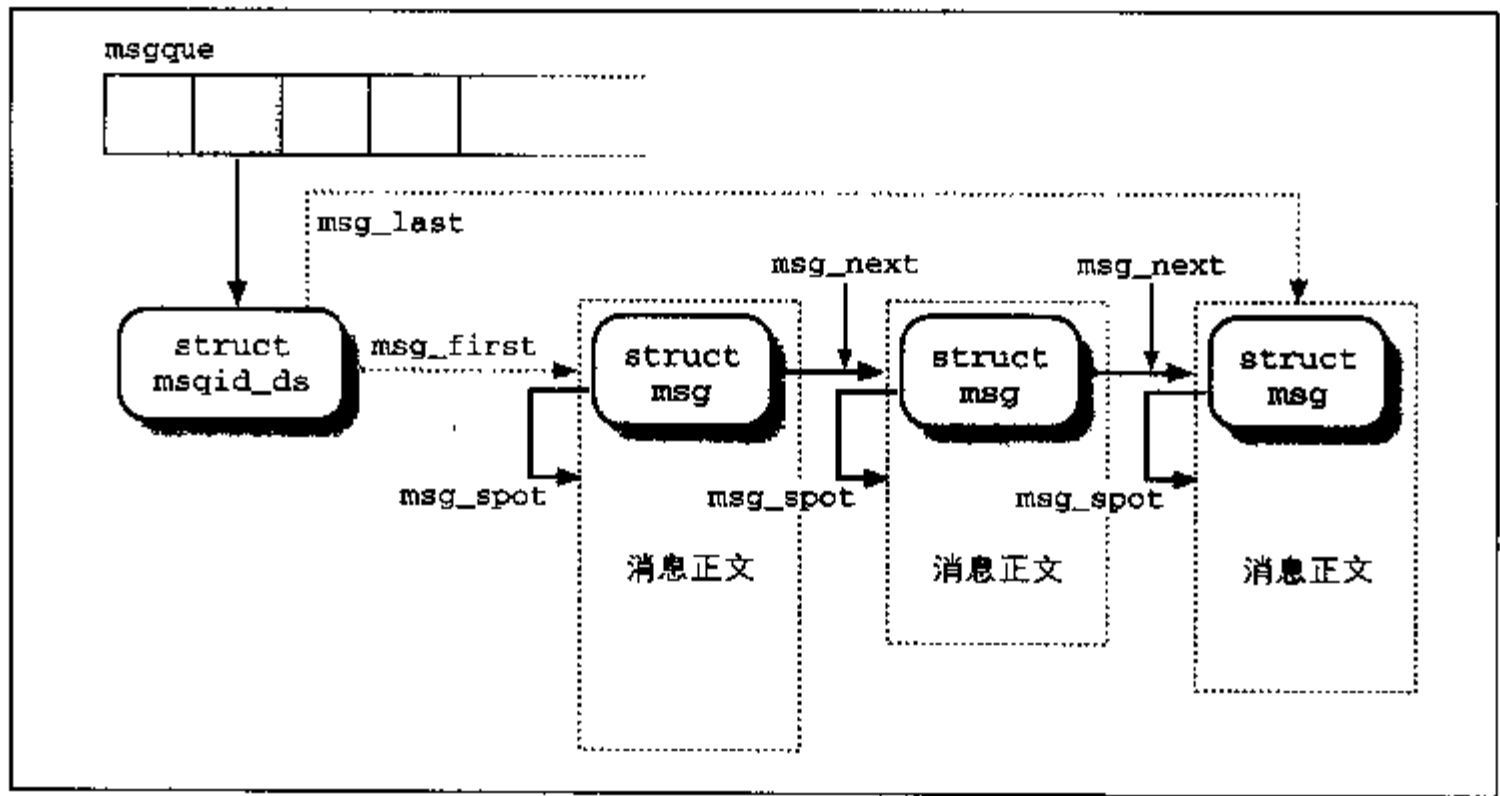 msgque
msg_last
msg_next
msg_next
struct
msqid_ds
msg_first
struct
msg
struct
msg
struct
msg
msg_spot
msg_spot
msg_spot
消息正文
消息正文
消息正文